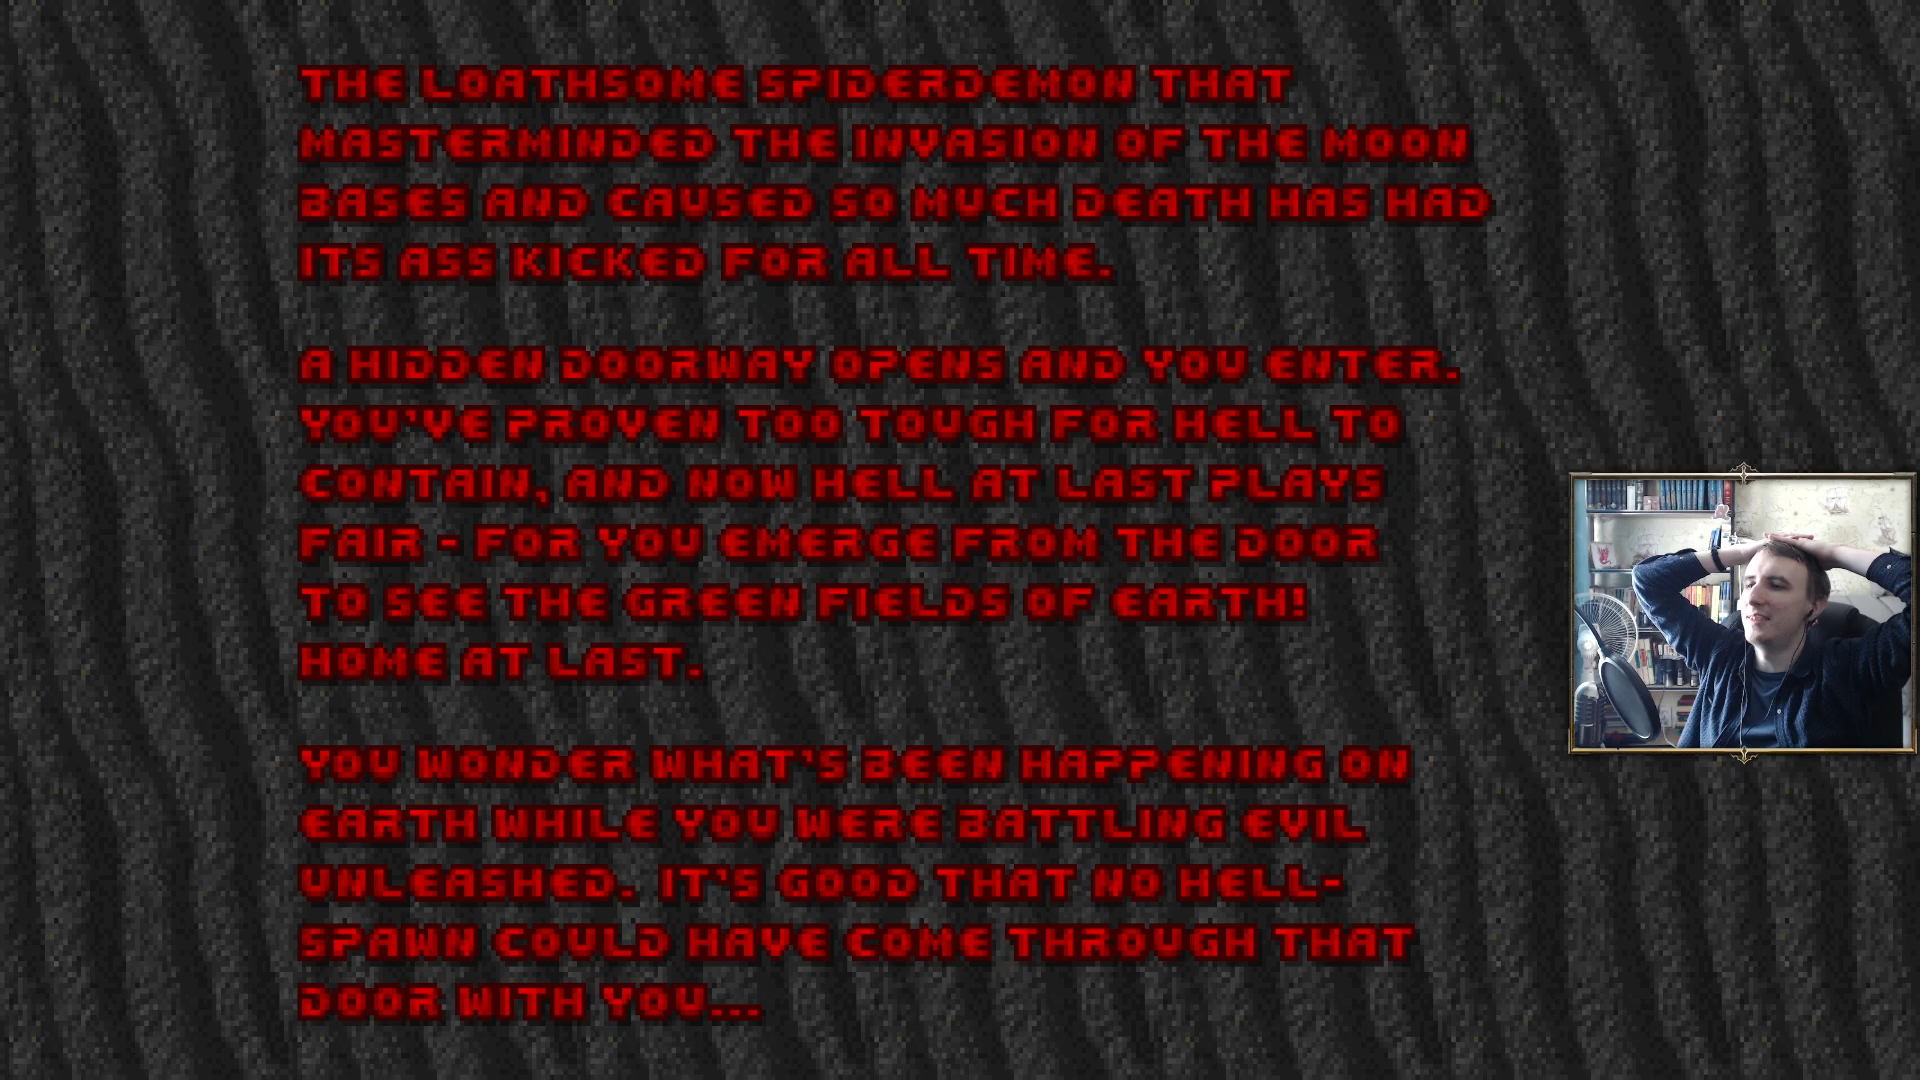 THE LOATHSOME SPIDERDEMON THAT
MASTERMINDED THE INVASION OF THE MOON
BASES AND CAUSED SO MUCH DEATH HAS HAD
ITS ASS KICKED FOR ALL TIME.
A HIDDEN DOORWAY OPENS AND YOU ENTER.
YOU'VE PROVEN TOO TOUGH FOR HELL TO
CONTAIN, AND NOW HELL AT LAST PLAYS
FAIR - FOR YOU EMERGE FROM THE DOOR
TO SEE THE GREEN FIELDS OF EARTH!
HOME AT LAST.
YOU WONDER WHAT'S BEEN HAPPENING ON
EARTH WHILE YOU WERE BATTLING EVIL
UNLEASHED. IT'S GOOD THAT NO HELL-
SPAWN COULD HAVE COME THROUGH THAT
DOOR WITH YOU...